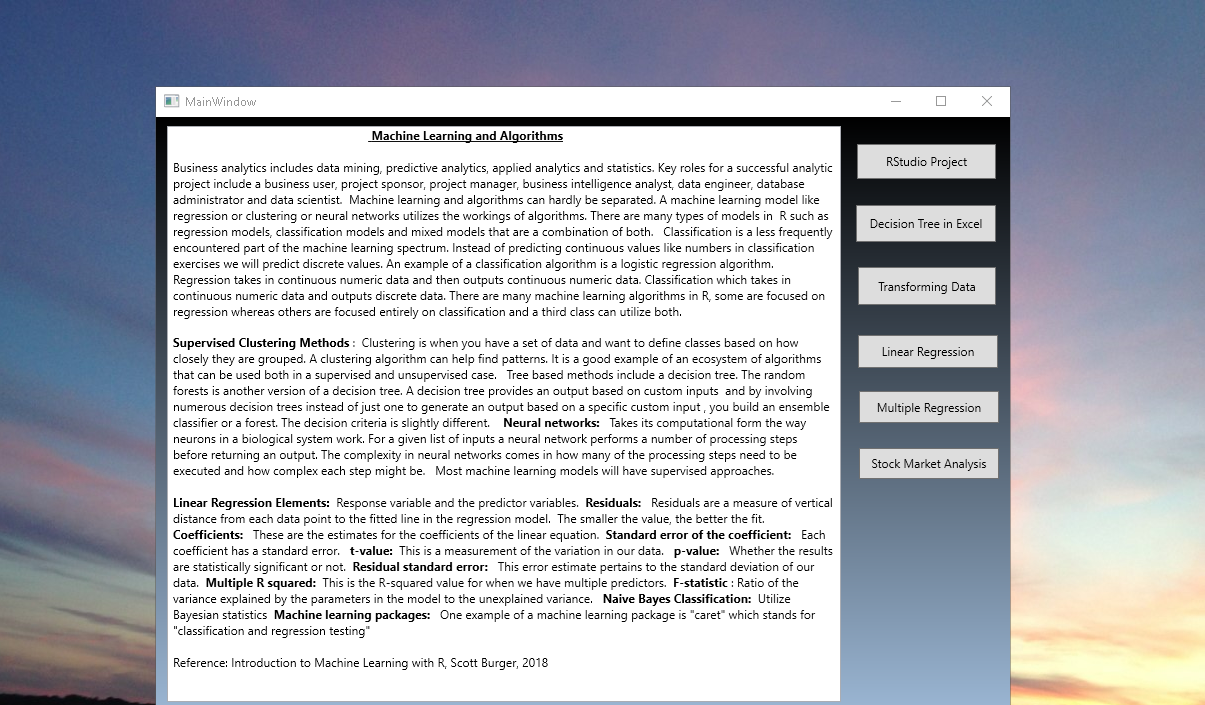 MainWindow
Machine Learning and Algorithms
Business analytics includes data mining, predictive analytics, applied analytics and statistics. Key roles for a successful analytic
project include a business user, project sponsor, project manager, business intelligence analyst, data engineer, database
administrator and data scientist. Machine learning and algorithms can hardly be separated. A machine learning model like
regression or clustering or neural networks utilizes the workings of algorithms. There are many types of models in R such as
regression models, classification models and mixed models that are a combination of both. Classification is a less frequently
encountered part of the machine learning spectrum. Instead of predicting continuous values like numbers in classification
exercises we will predict discrete values. An example of a classification algorithm is a logistic regression algorithm.
Regression takes in continuous numeric data and then outputs continuous numeric data. Classification which takes in
continuous numeric data and outputs discrete data. There are many machine learning algorithms in R, some are focused on
regression whereas others are focused entirely on classification and a third class can utilize both.
Supervised Clustering Methods : Clustering is when you have a set of data and want to define classes based on how
closely they are grouped. A clustering algorithm can help find patterns. It is a good example of an ecosystem of algorithms
that can be used both in a supervised and unsupervised case. Tree based methods include a decision tree. The random
forests is another version of a decision tree. A decision tree provides an output based on custom inputs and by involving
numerous decision trees instead of just one to generate an output based on a specific custom input , you build an ensemble
classifier or a forest. The decision criteria is slightly different. Neural networks: Takes its computational form the way
neurons in a biological system work. For a given list of inputs a neural network performs a number of processing steps
before returning an output. The complexity in neural networks comes in how many of the processing steps need to be
executed and how complex each step might be. Most machine learning models will have supervised approaches.
Linear Regression Elements: Response variable and the predictor variables. Residuals: Residuals are a measure of vertical
distance from each data point to the fitted line in the regression model. The smaller the value, the better the fit.
Coefficients: These are the estimates for the coefficients of the linear equation. Standard error of the coefficient: Each
coefficient has a standard error. t-value: This is a measurement of the variation in our data. p-value: Whether the results
are statistically significant or not. Residual standard error: This error estimate pertains to the standard deviation of our
data. Multiple R squared: This is the R-squared value for when we have multiple predictors. F-statistic : Ratio of the
variance explained by the parameters in the model to the unexplained variance. Naive Bayes Classification: Utilize
Bayesian statistics Machine learning packages: One example of a machine learning package is "caret" which stands for
"classification and regression testing"
Reference: Introduction to Machine Learning with R, Scott Burger, 2018
RStudio Project
Decision Tree in Excel
Transforming Data
Linear Regression
Multiple Regression
Stock Market Analysis